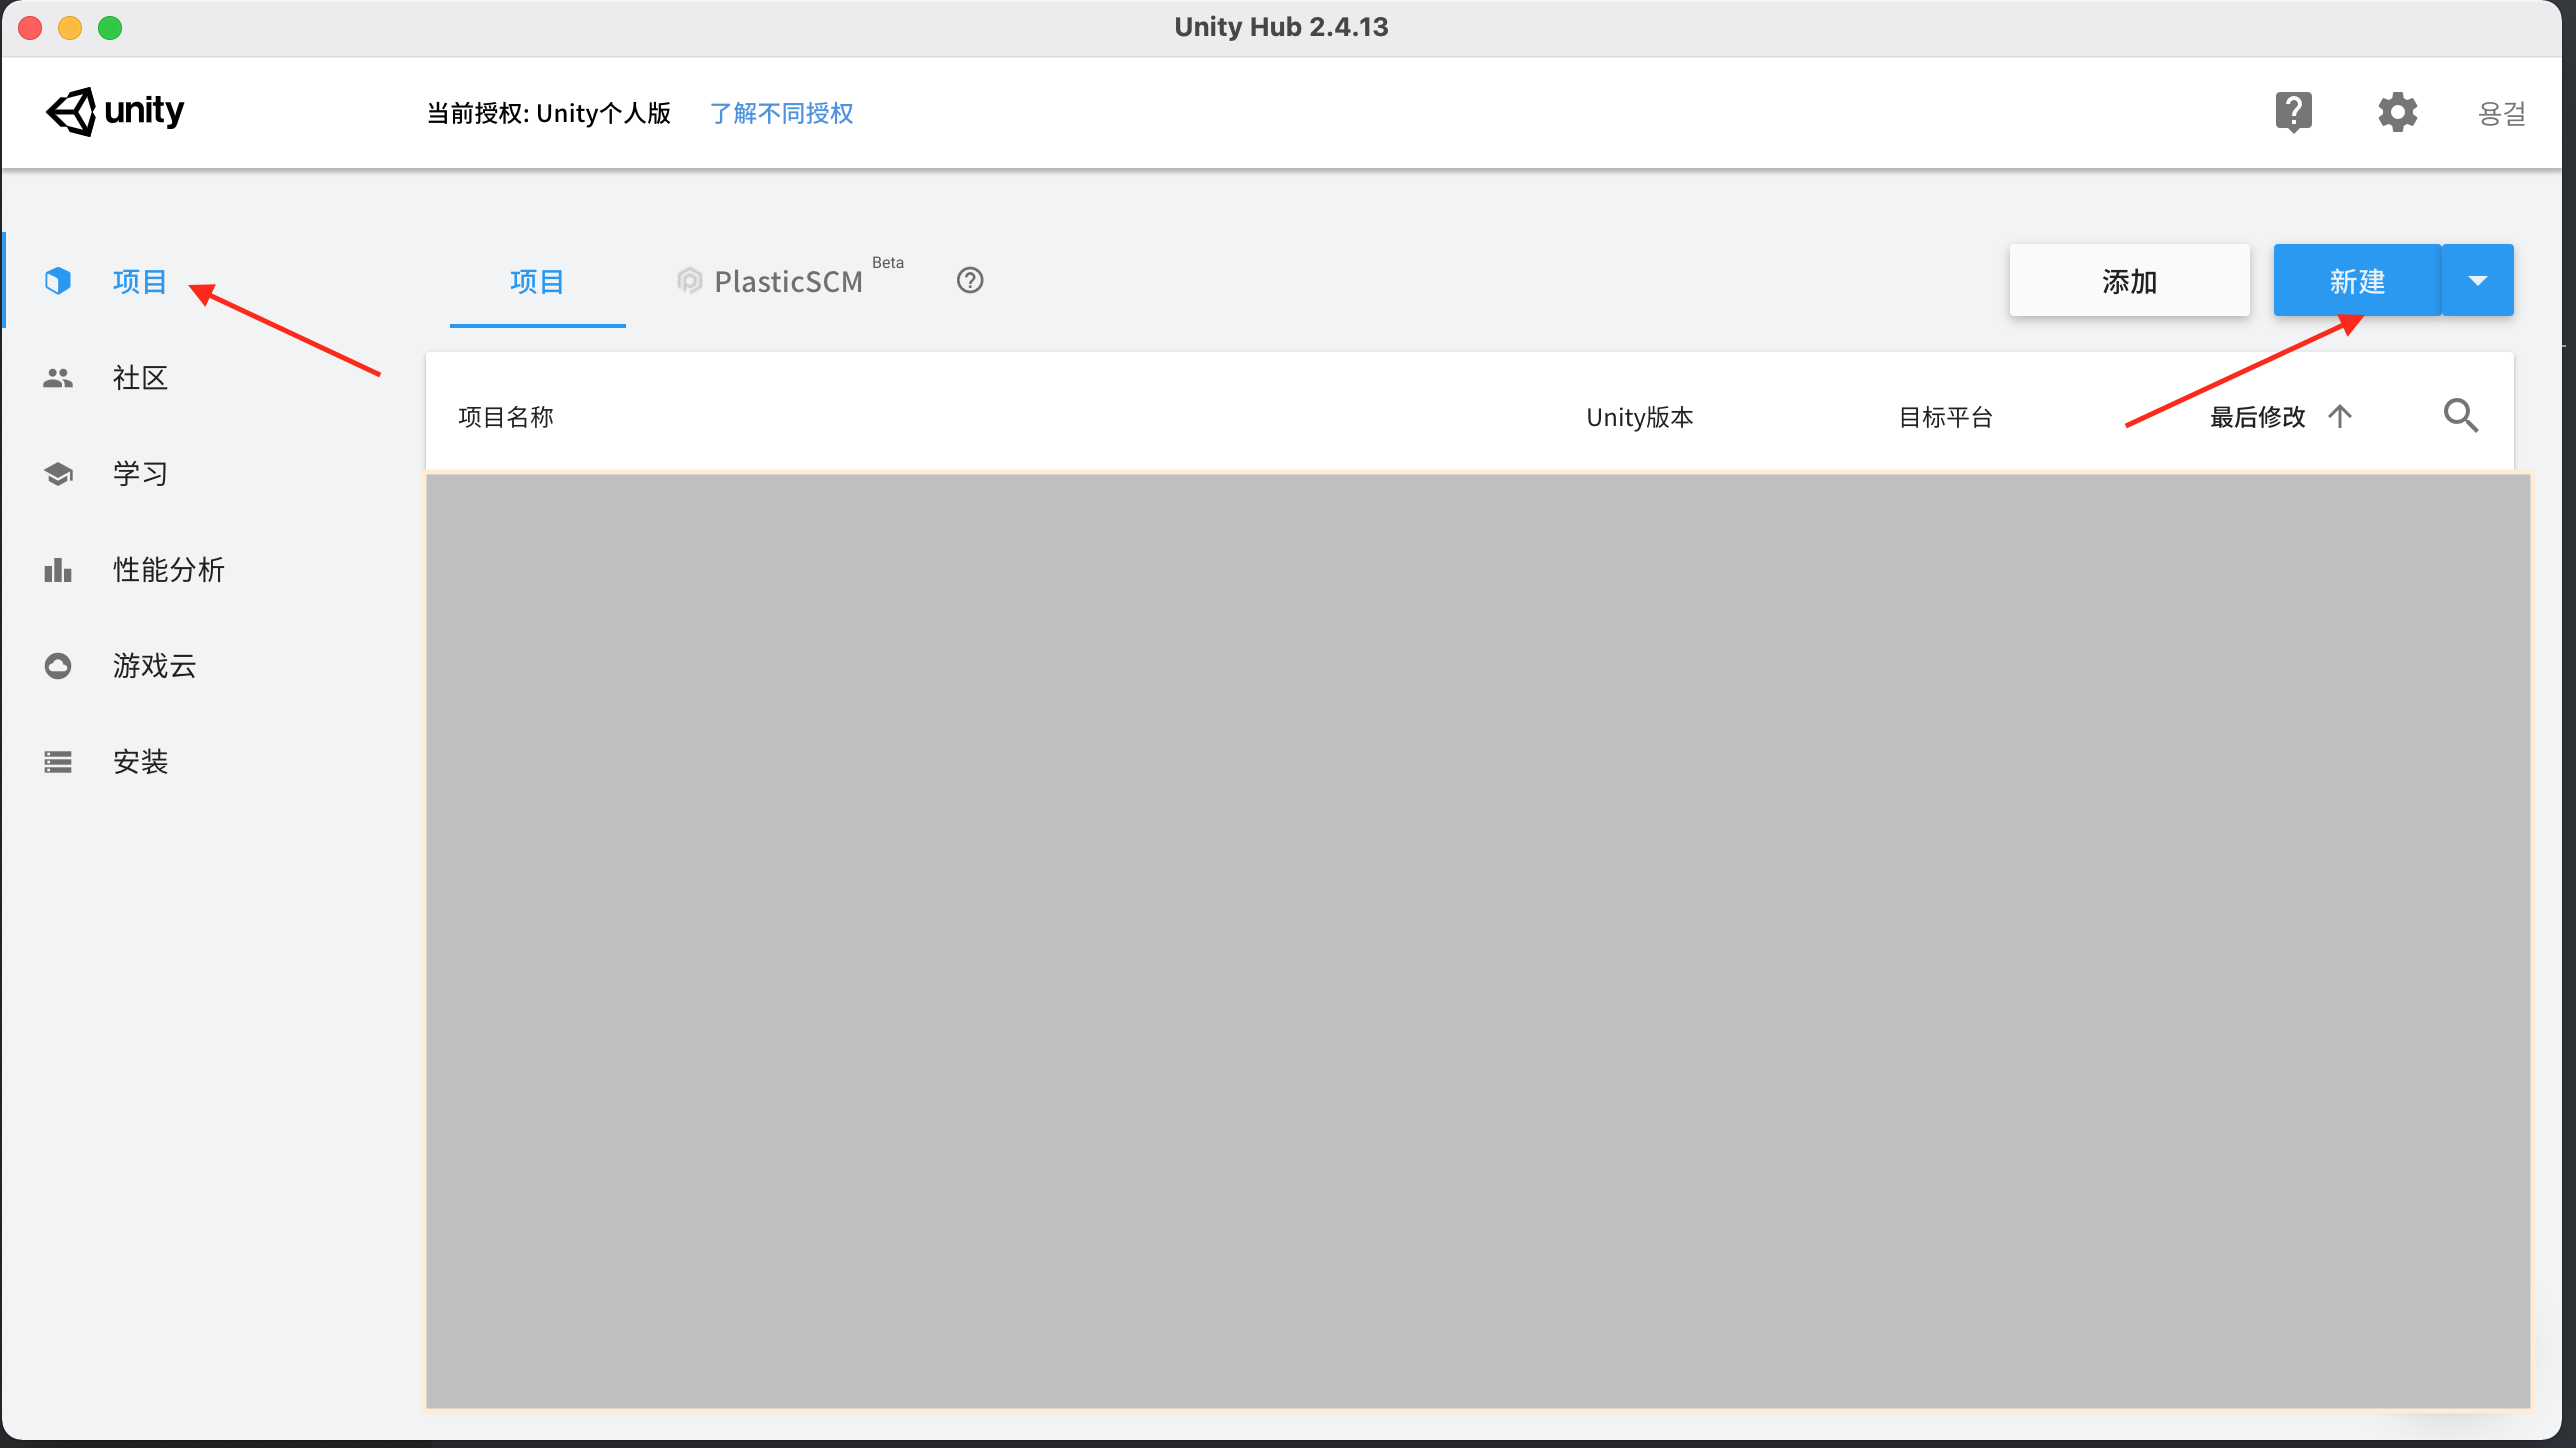 Unity Hub 2.4.13
unity
当前授权: Unity个人版 了解不同授权
용걸
项目
社区
学习
性能分析
游戏云
安装
项目 PlasticSCM Beta
添加 新建
项目名称 Unity版本 目标平台 最后修改